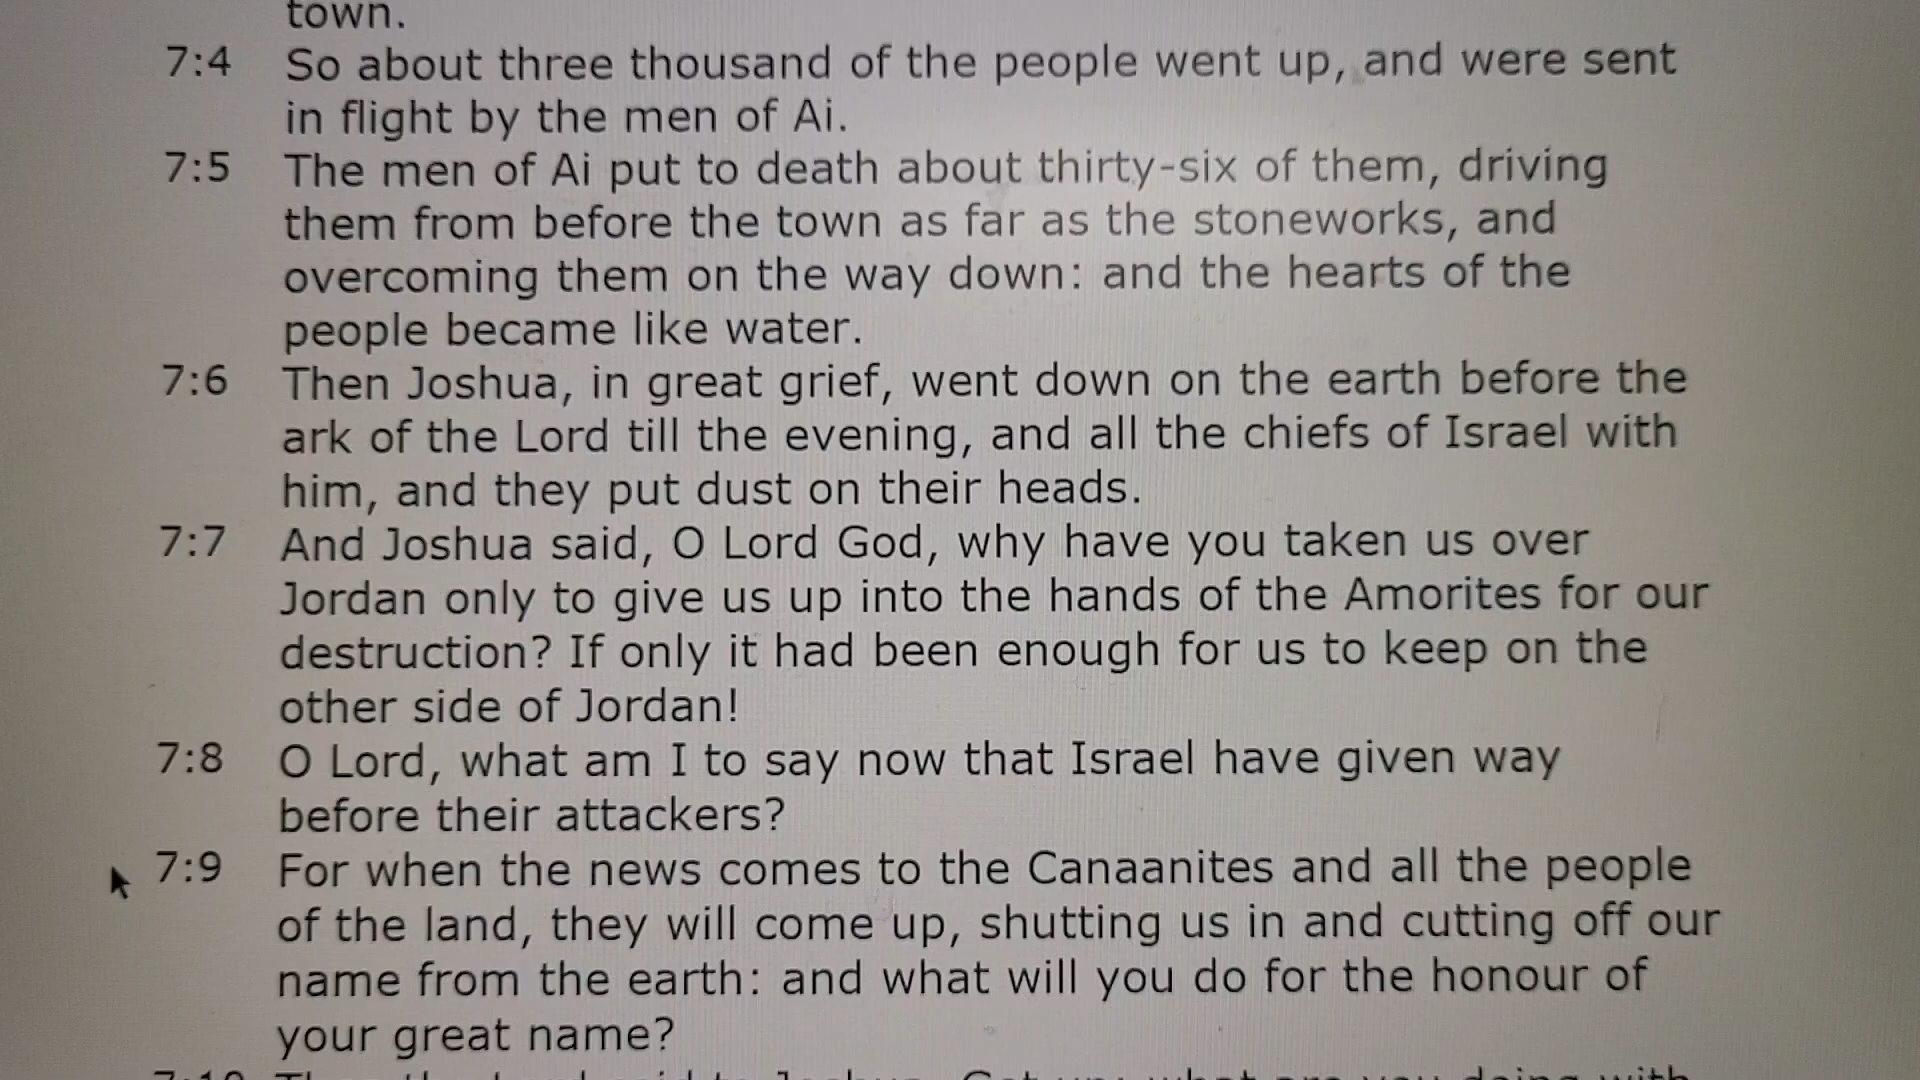 town.
7:4 So about three thousand of the people went up, and were sent
in flight by the men of Ai.
7:5 The men of Ai put to death about thirty-six of them, driving
them from before the town as far as the stoneworks, and
overcoming them on the way down: and the hearts of the
people became like water.
7:6 Then Joshua, in great grief, went down on the earth before the
ark of the Lord till the evening, and all the chiefs of Israel with
him, and they put dust on their heads.
7:7 And Joshua said, O Lord God, why have you taken us over
Jordan only to give us up into the hands of the Amorites for our
destruction? If only it had been enough for us to keep on the
other side of Jordan!
7:8 O Lord, what am I to say now that Israel have given way
before their attackers?
7:9 For when the news comes to the Canaanites and all the people
of the land, they will come up, shutting us in and cutting off our
name from the earth: and what will you do for the honour of
your great name?